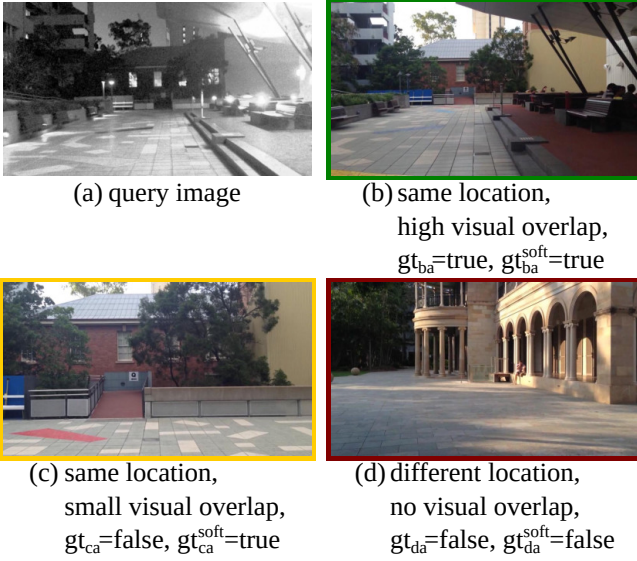 (a) query image
(b) same location,
high visual overlap,
gt_ba=true, gt_ba^soft=true
(c) same location,
small visual overlap,
gt_ca=false, gt_ca^soft=true
(d) different location,
no visual overlap,
gt_da=false, gt_da^soft=false